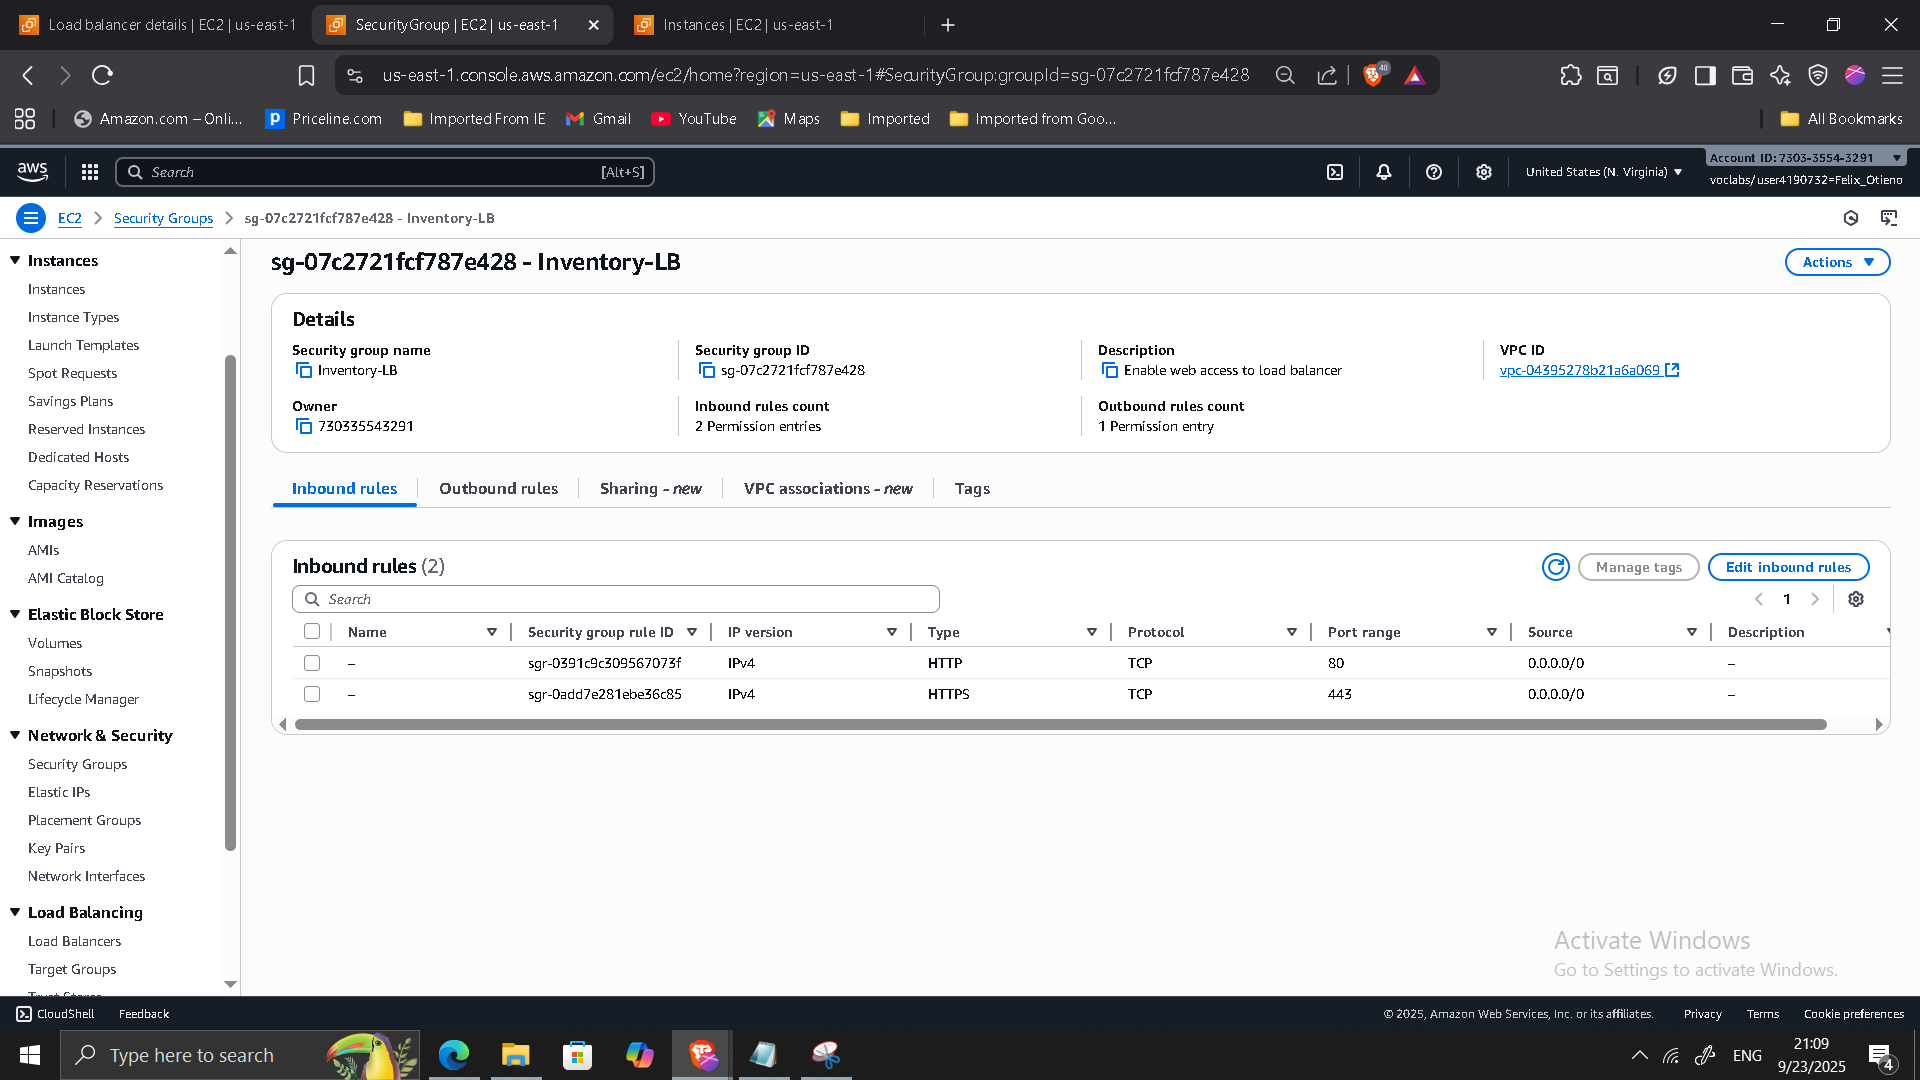 Load balancer details | EC2 | us-east-1
SecurityGroup | EC2 | us-east-1
Instances | EC2 | us-east-1
us-east-1.console.aws.amazon.com/ec2/home?region=us-east-1#SecurityGroup:groupId=sg-07c2721fcf787e428
48
Amazon.com – Onli...
Priceline.com
Imported From IE
Gmail
YouTube
Maps
Imported
Imported from Goo...
All Bookmarks
aws
Search
[Alt+S]
United States (N. Virginia)
Account ID: 7303-3554-3291
voclabs/user4190732=Felix_Otieno
EC2
Security Groups
sg-07c2721fcf787e428 - Inventory-LB
Instances
Instances
Instance Types
Launch Templates
Spot Requests
Savings Plans
Reserved Instances
Dedicated Hosts
Capacity Reservations
Images
AMIs
AMI Catalog
Elastic Block Store
Volumes
Snapshots
Lifecycle Manager
Network & Security
Security Groups
Elastic IPs
Placement Groups
Key Pairs
Network Interfaces
Load Balancing
Load Balancers
Target Groups
sg-07c2721fcf787e428 - Inventory-LB
Actions
Details
Security group name
Inventory-LB
Security group ID
sg-07c2721fcf787e428
Description
Enable web access to load balancer
VPC ID
vpc-04395278b21a6a069
Owner
730335543291
Inbound rules count
2 Permission entries
Outbound rules count
1 Permission entry
Inbound rules
Outbound rules
Sharing - new
VPC associations - new
Tags
Inbound rules (2)
Manage tags
Edit inbound rules
Search
1
Name Security group rule ID IP version Type Protocol Port range Source Description
– sgr-0391c9c309567073f IPv4 HTTP TCP 80 0.0.0.0/0 –
– sgr-0add7e281ebe36c85 IPv4 HTTPS TCP 443 0.0.0.0/0 –
Activate Windows
Go to Settings to activate Windows.
CloudShell
Feedback
© 2025, Amazon Web Services, Inc. or its affiliates.
Privacy
Terms
Cookie preferences
Type here to search
ENG
21:09
9/23/2025
4